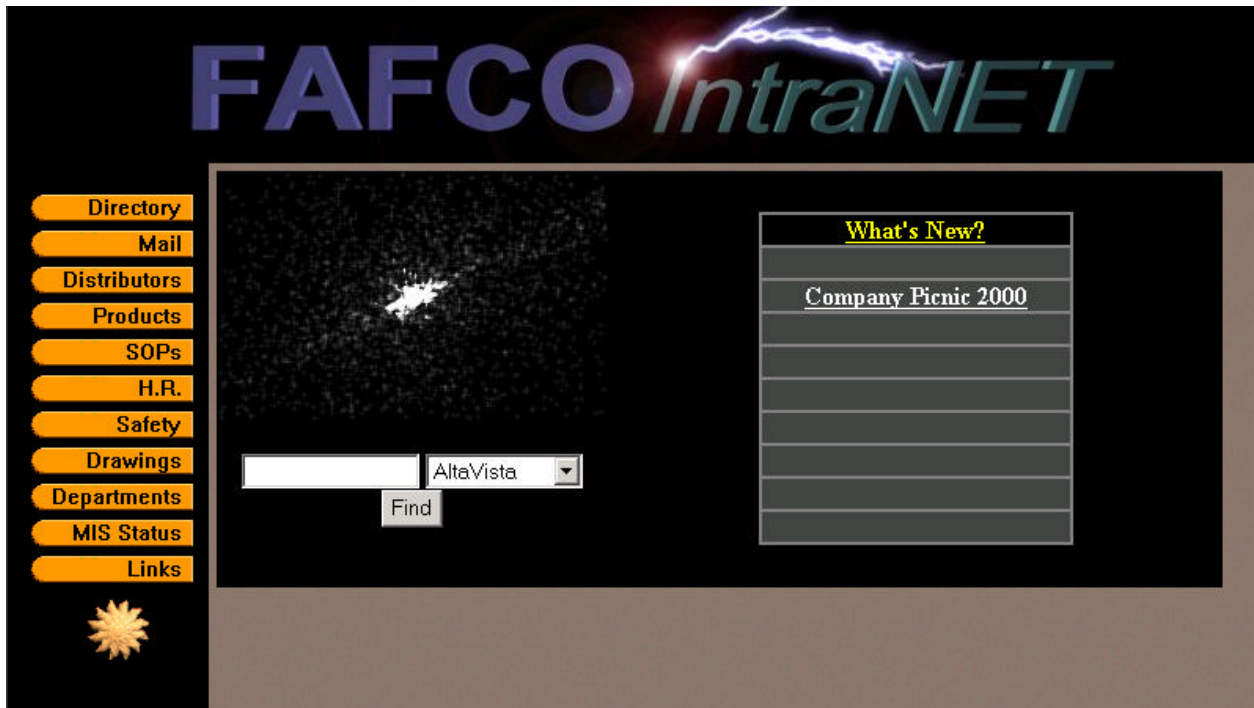 FAFCO IntraNET
Directory
Mail
Distributors
Products
SOPs
H.R.
Safety
Drawings
Departments
MIS Status
Links
AltaVista
Find
What's New?
Company Picnic 2000